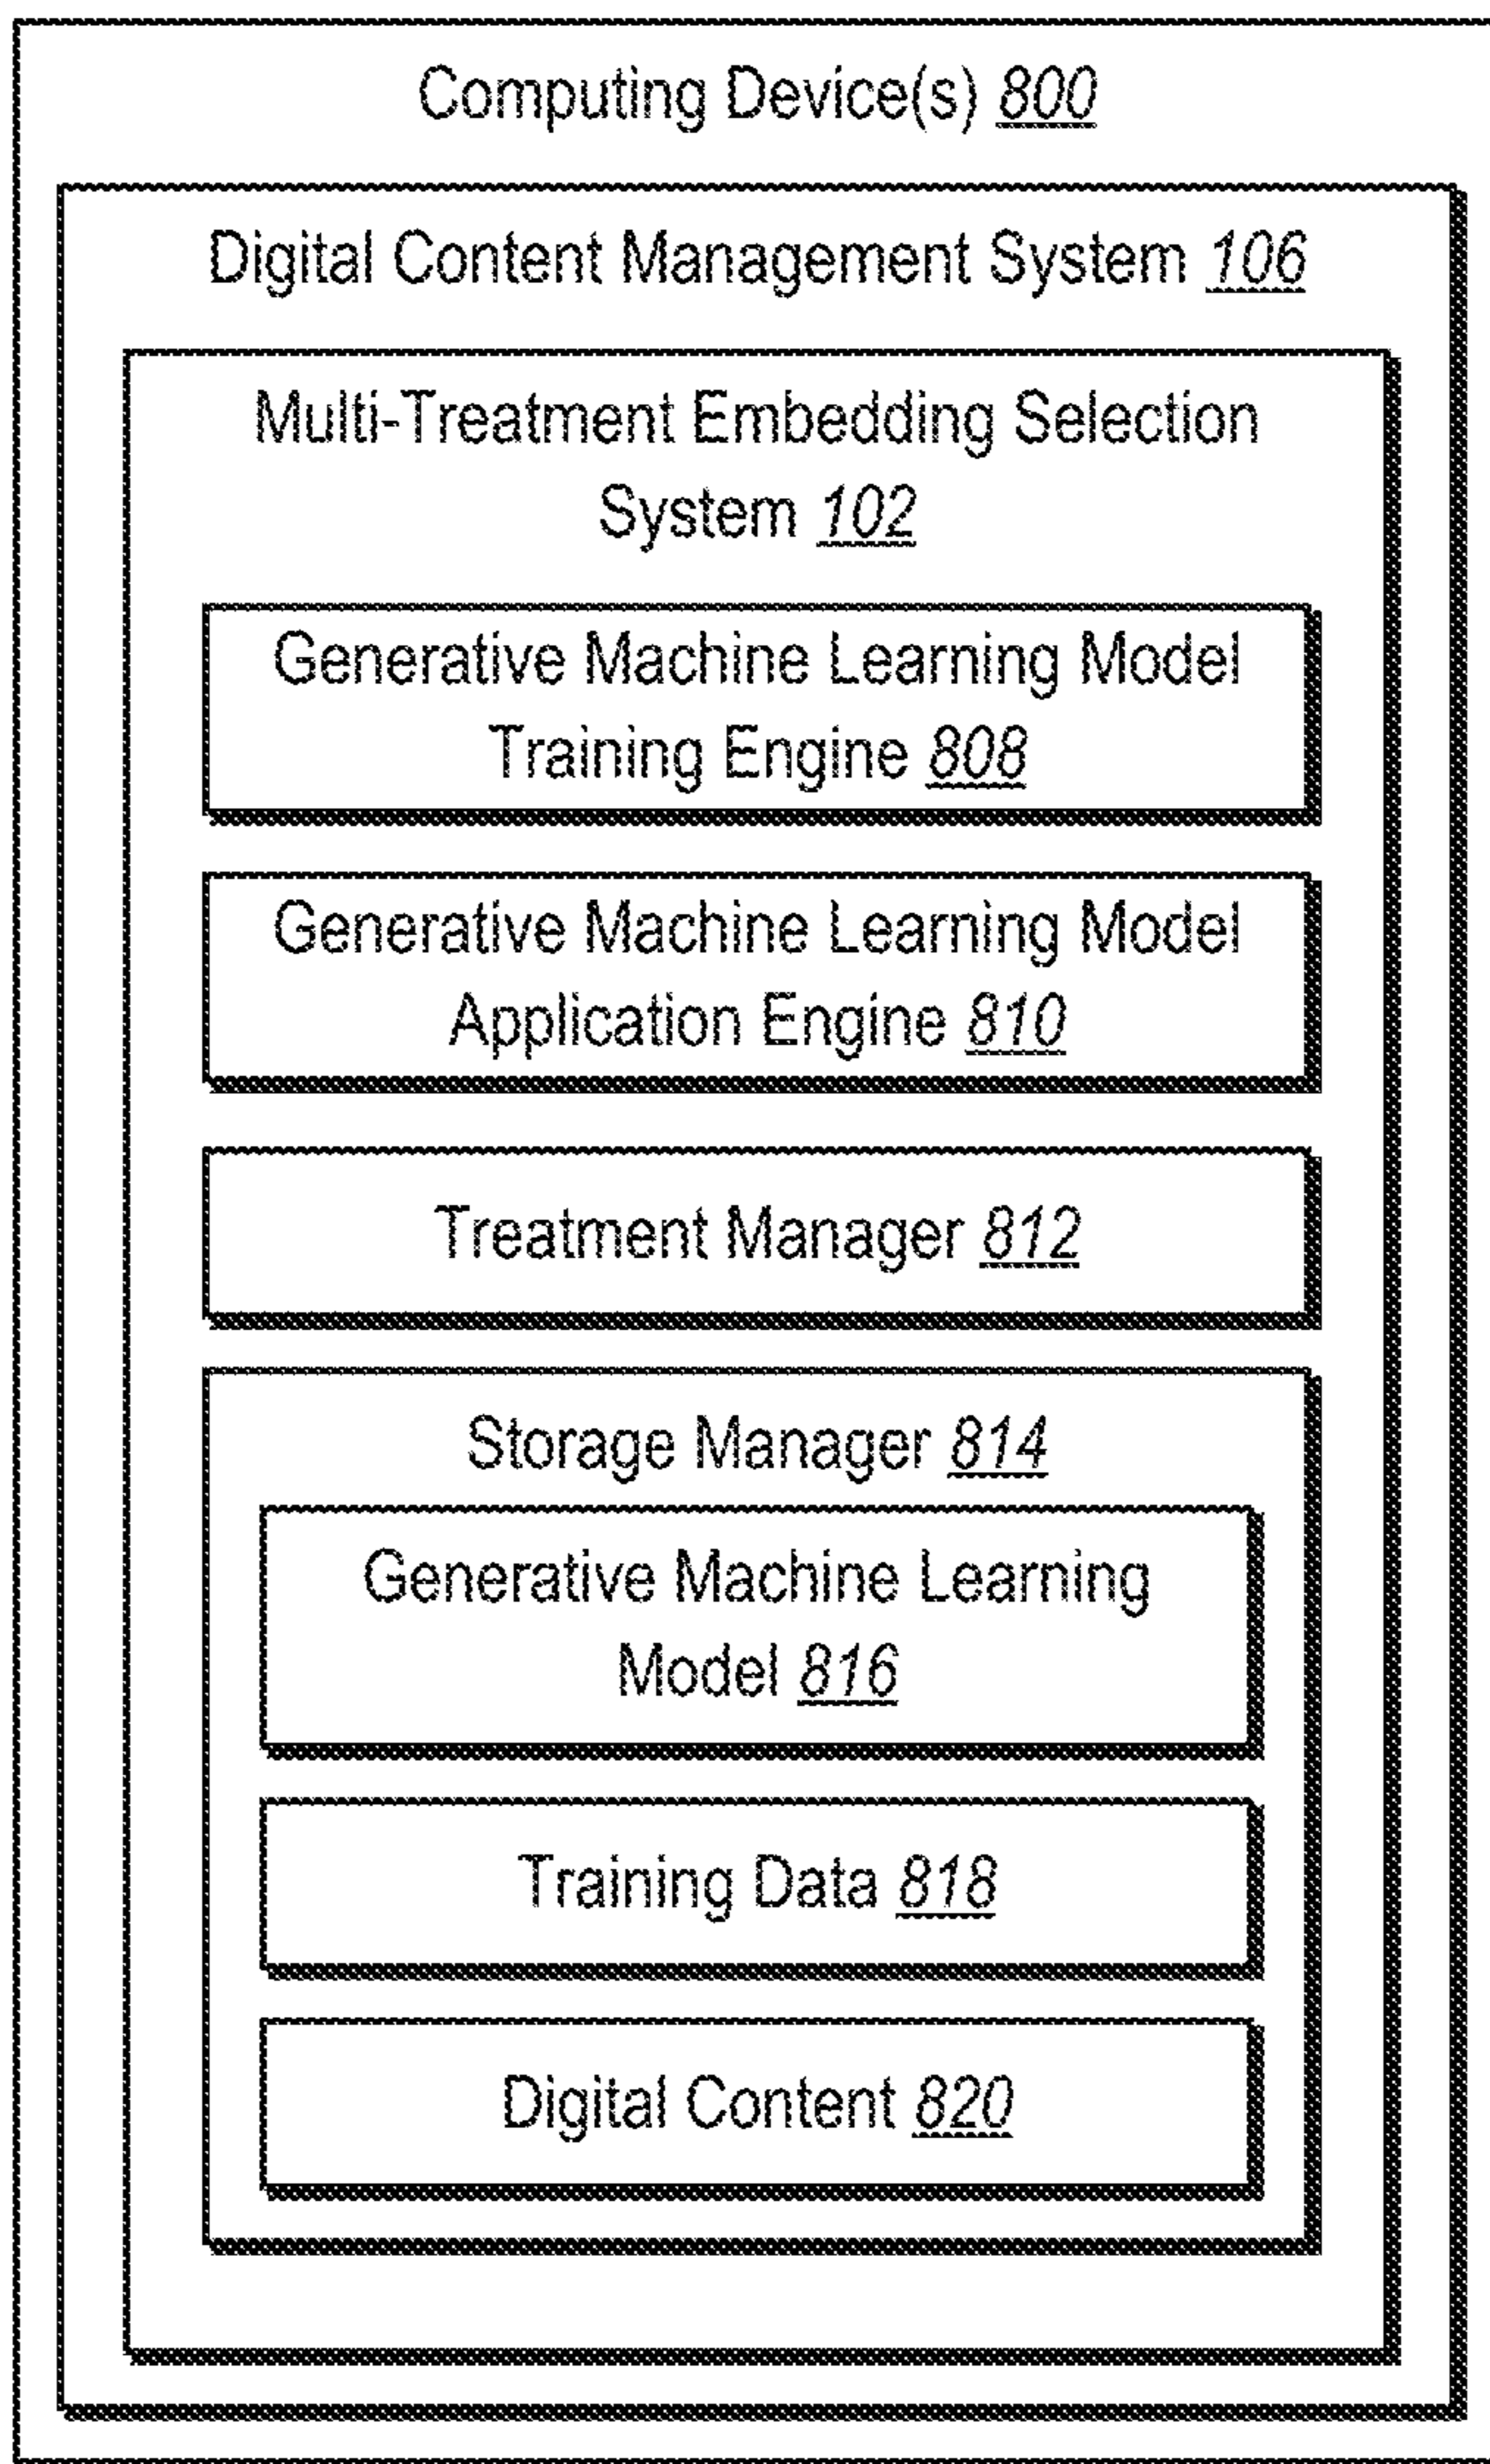 Computing Device(s) 800
Digital Content Management System 106
Multi-Treatment Embedding Selection
System 102
Generative Machine Learning Model
Training Engine 808
Generative Machine Learning Model
Application Engine 810
Treatment Manager 812
Storage Manager 814
Generative Machine Learning
Model 816
Training Data 818
Digital Content 820